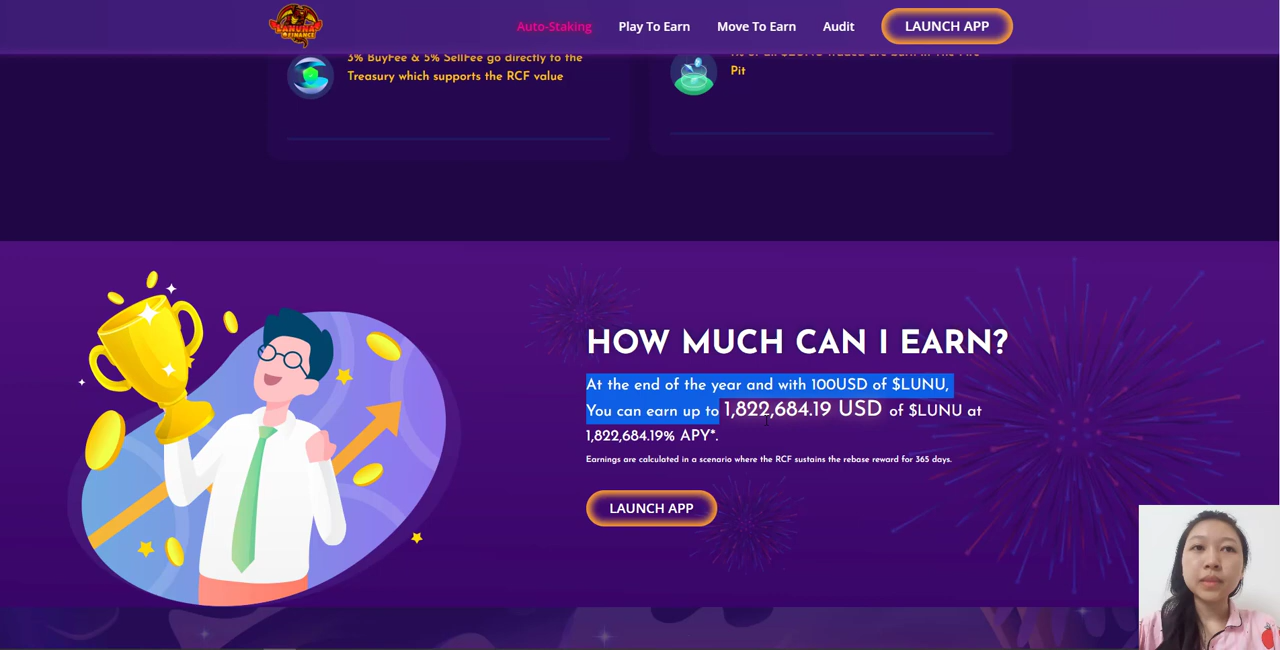 LANUNA
FINANCE
Auto-Staking
Play To Earn
Move To Earn
Audit
LAUNCH APP
3% BuyFee & 5% SellFee go directly to the
Treasury which supports the RCF value
Pit
HOW MUCH CAN I EARN?
At the end of the year and with 100USD of $LUNU,
You can earn up to 1,822,684.19 USD of $LUNU at
1,822,684.19% APY*.
Earnings are calculated in a scenario where the RCF sustains the rebase reward for 365 days.
LAUNCH APP